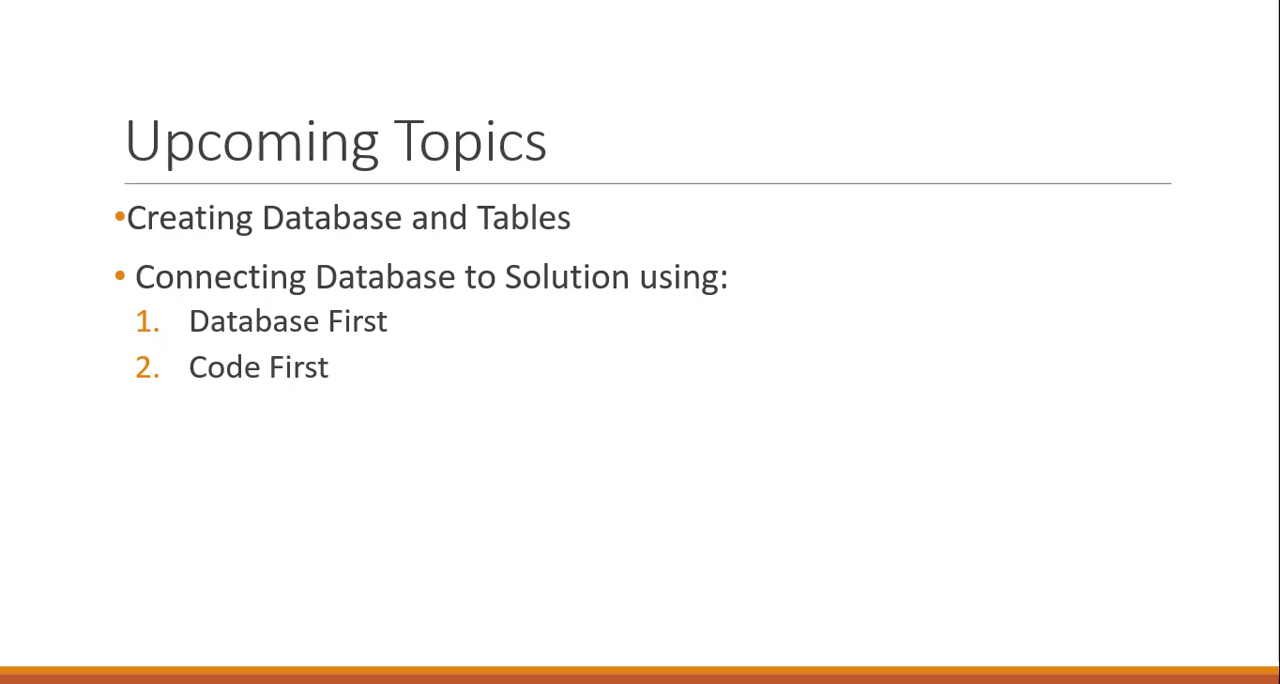 Upcoming Topics
•Creating Database and Tables
• Connecting Database to Solution using:
1. Database First
2. Code First